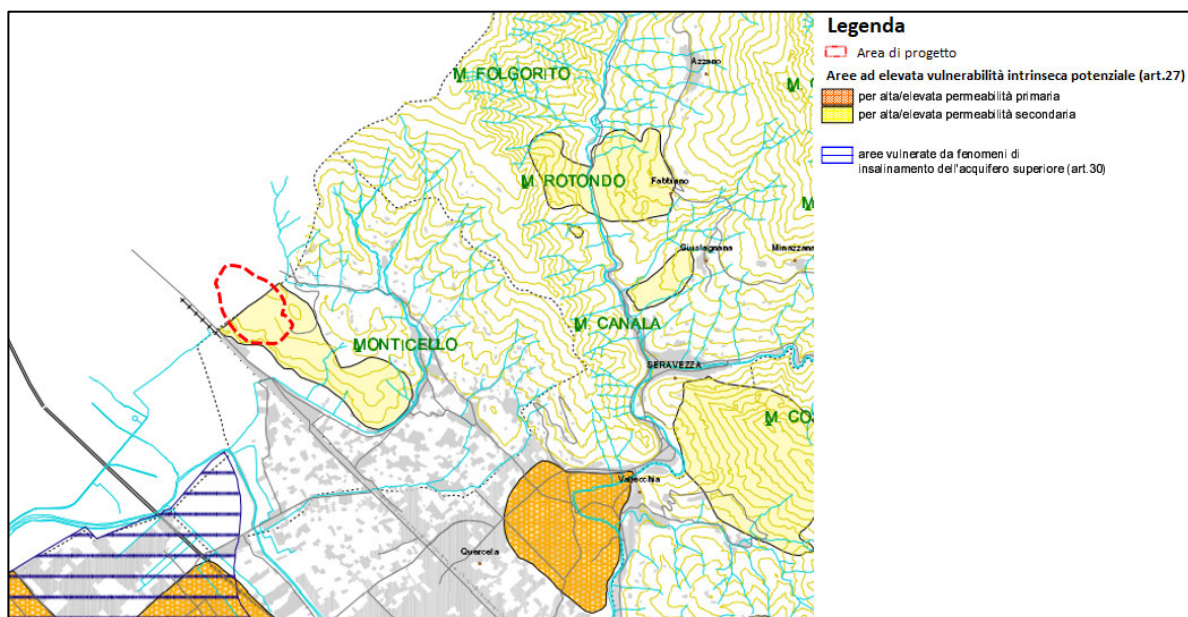 M. FOLGORITO
Azzano
M. ROTONDO
Fabbiano
Giustagnana
Minazzana
M. CANALA
MONTICELLO
SERAVEZZA
Vallecchia
Querceta
Legenda
Area di progetto
Aree ad elevata vulnerabilità intrinseca potenziale (art.27)
per alta/elevata permeabilità primaria
per alta/elevata permeabilità secondaria
aree vulnerate da fenomeni di
insalinamento dell'acquifero superiore (art.30)